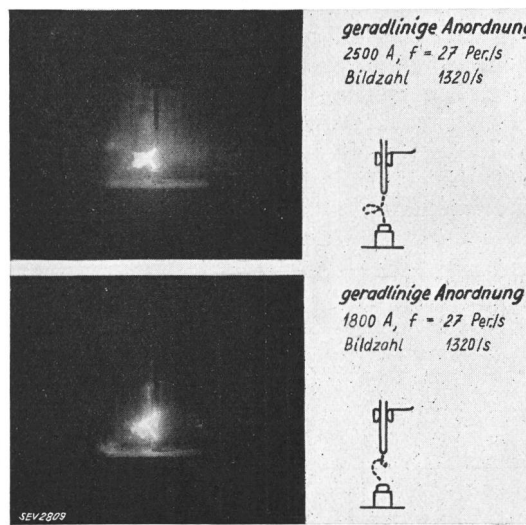 geradlinige Anordnung
2500 A, f = 27 Per./s
Bildzahl 1320/s
geradlinige Anordnung
1800 A, f = 27 Per./s
Bildzahl 1320/s
SEV2809